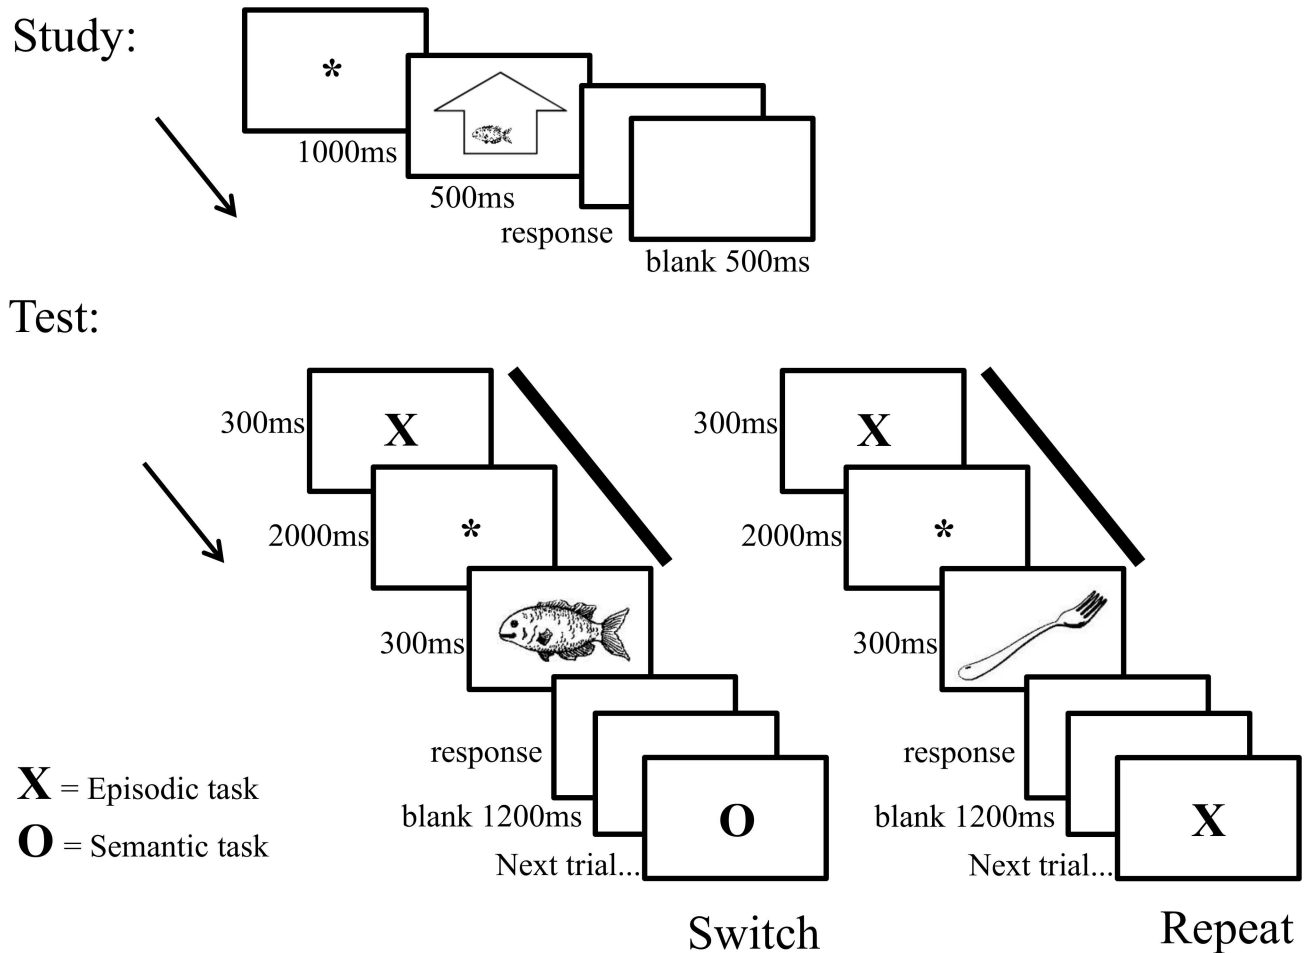 Study:
*
1000ms
500ms
response
blank 500ms
Test:
300ms
X
2000ms
*
300ms
response
blank 1200ms
O
Next trial...
Switch
300ms
X
2000ms
*
300ms
response
blank 1200ms
X
Next trial...
Repeat
X = Episodic task
O = Semantic task